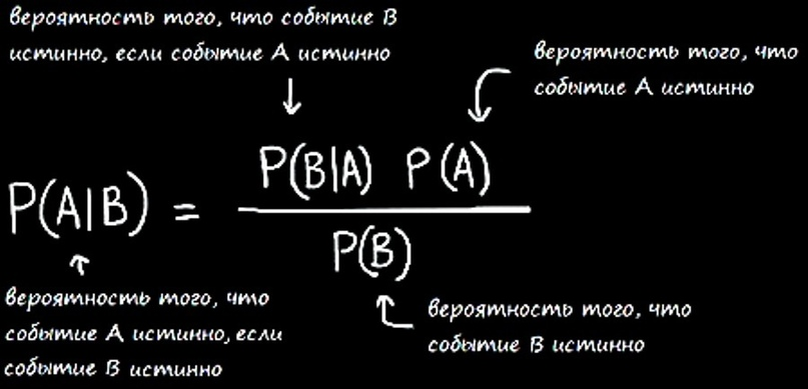 вероятность того, что событие B
истинно, если событие A истинно
вероятность того, что
событие A истинно
P(B|A) P(A)
P(A|B) =
P(B)
вероятность того, что
событие A истинно, если
событие B истинно
вероятность того, что
событие B истинно